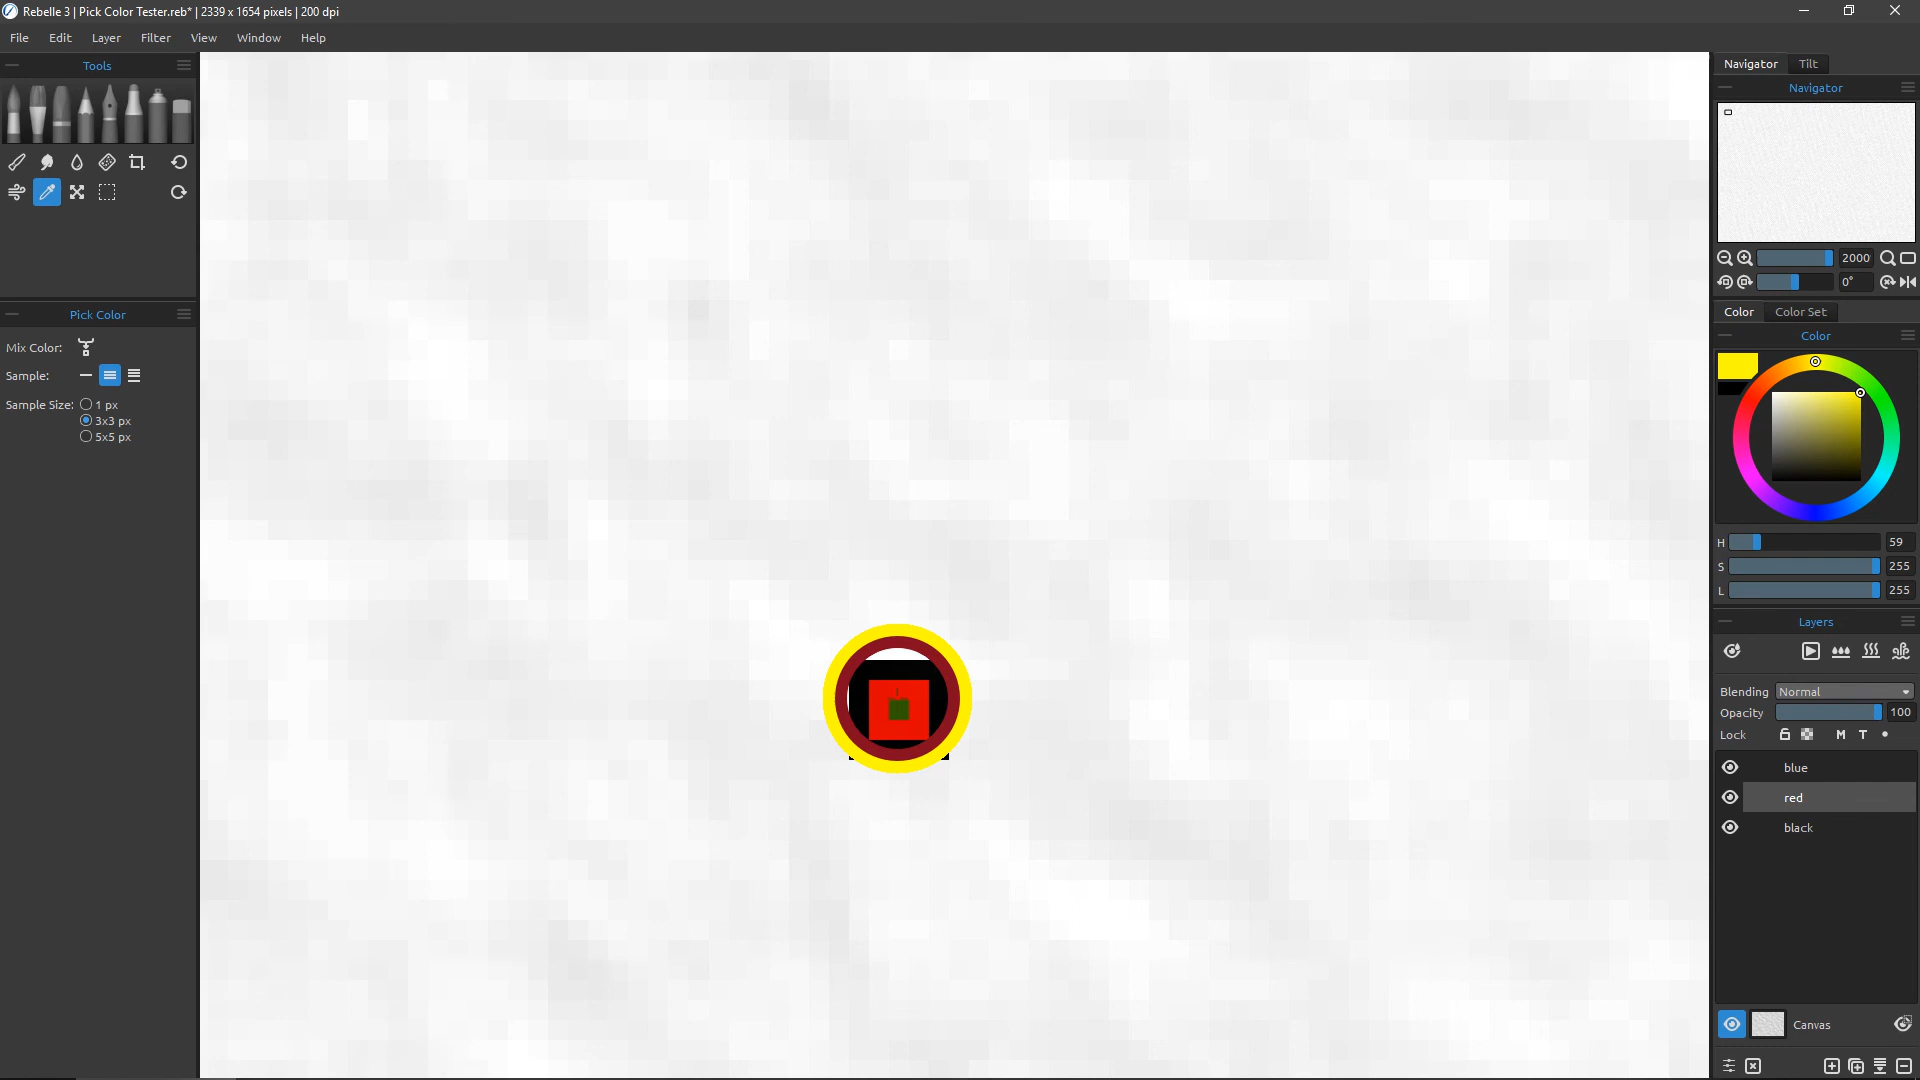 Rebelle 3 | Pick Color Tester.reb* | 2339 x 1654 pixels | 200 dpi
File Edit Layer Filter View Window Help
Tools
Pick Color
Mix Color:
Sample:
Sample Size: 1 px
3x3 px
5x5 px
Navigator Tilt
Navigator
2000
0°
Color Color Set
Color
H 59
S 255
L 255
Layers
Blending Normal
Opacity 100
Lock M T
blue
red
black
Canvas